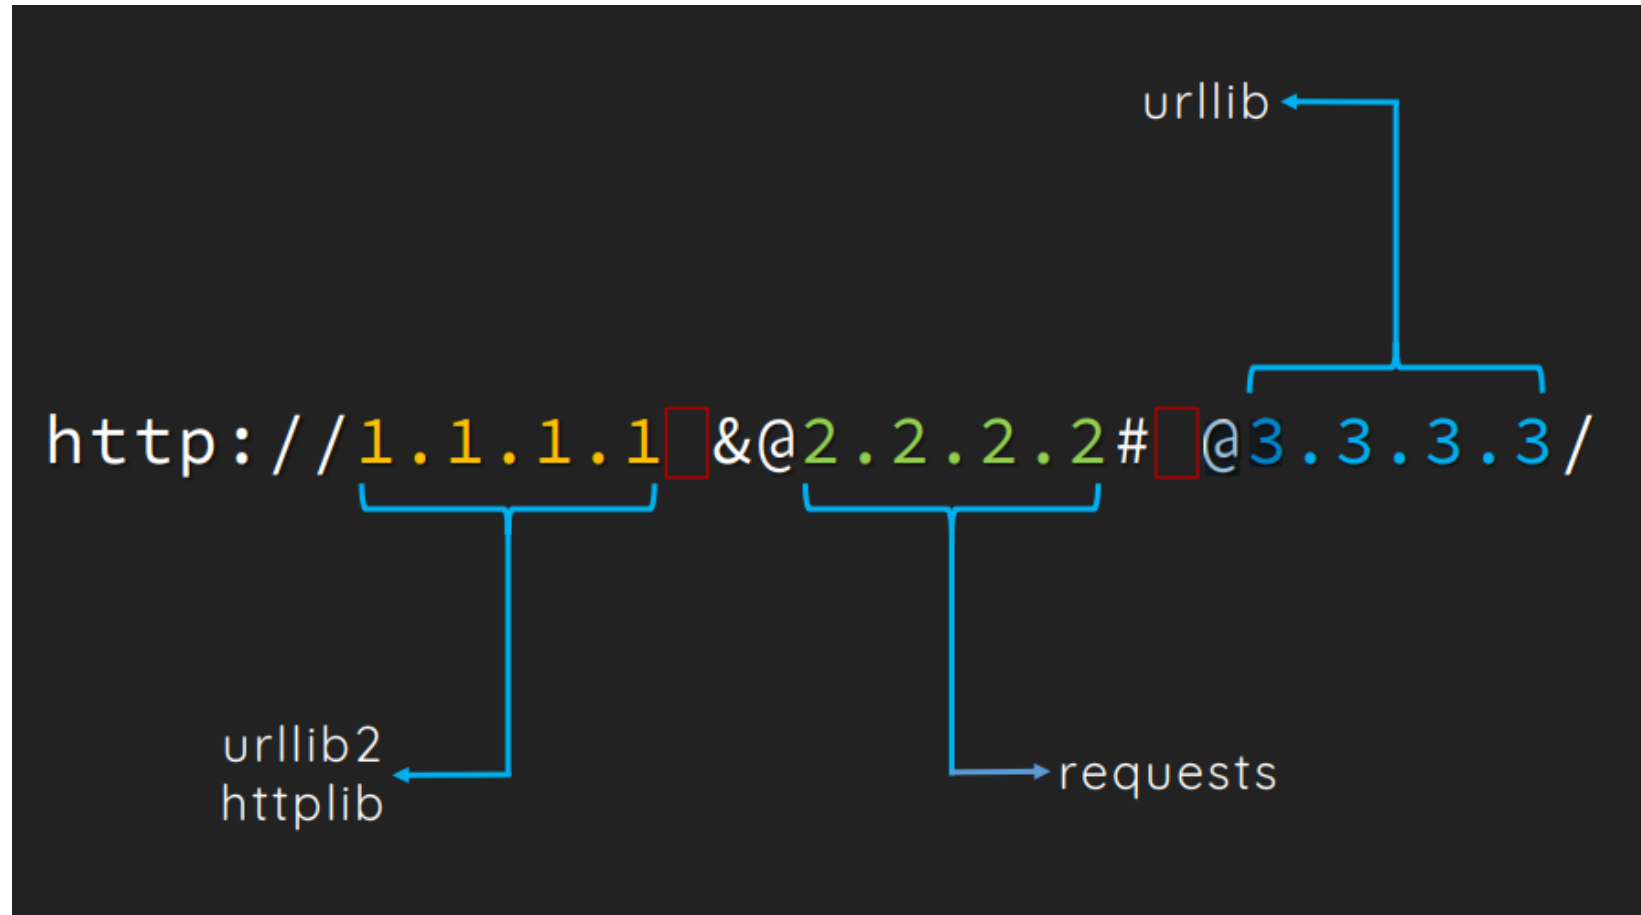 urllib
http://1.1.1.1 &@2.2.2.2# @3.3.3.3/
urllib2
httplib
requests